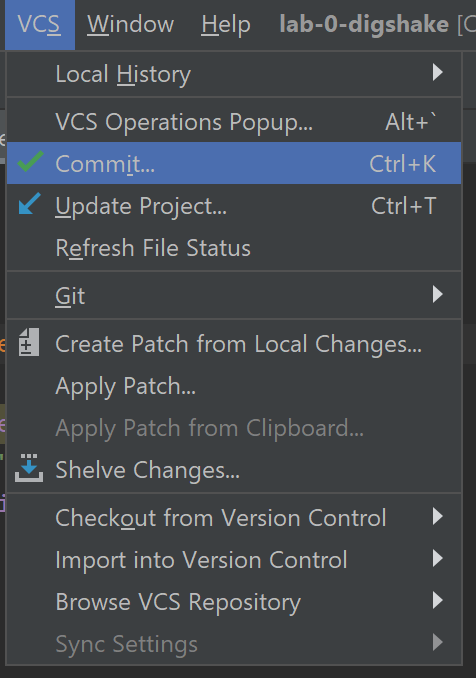 VCS Window Help lab-0-digshake [C
Local History
VCS Operations Popup... Alt+`
Commit... Ctrl+K
Update Project... Ctrl+T
Refresh File Status
Git
Create Patch from Local Changes...
Apply Patch...
Apply Patch from Clipboard...
Shelve Changes...
Checkout from Version Control
Import into Version Control
Browse VCS Repository
Sync Settings